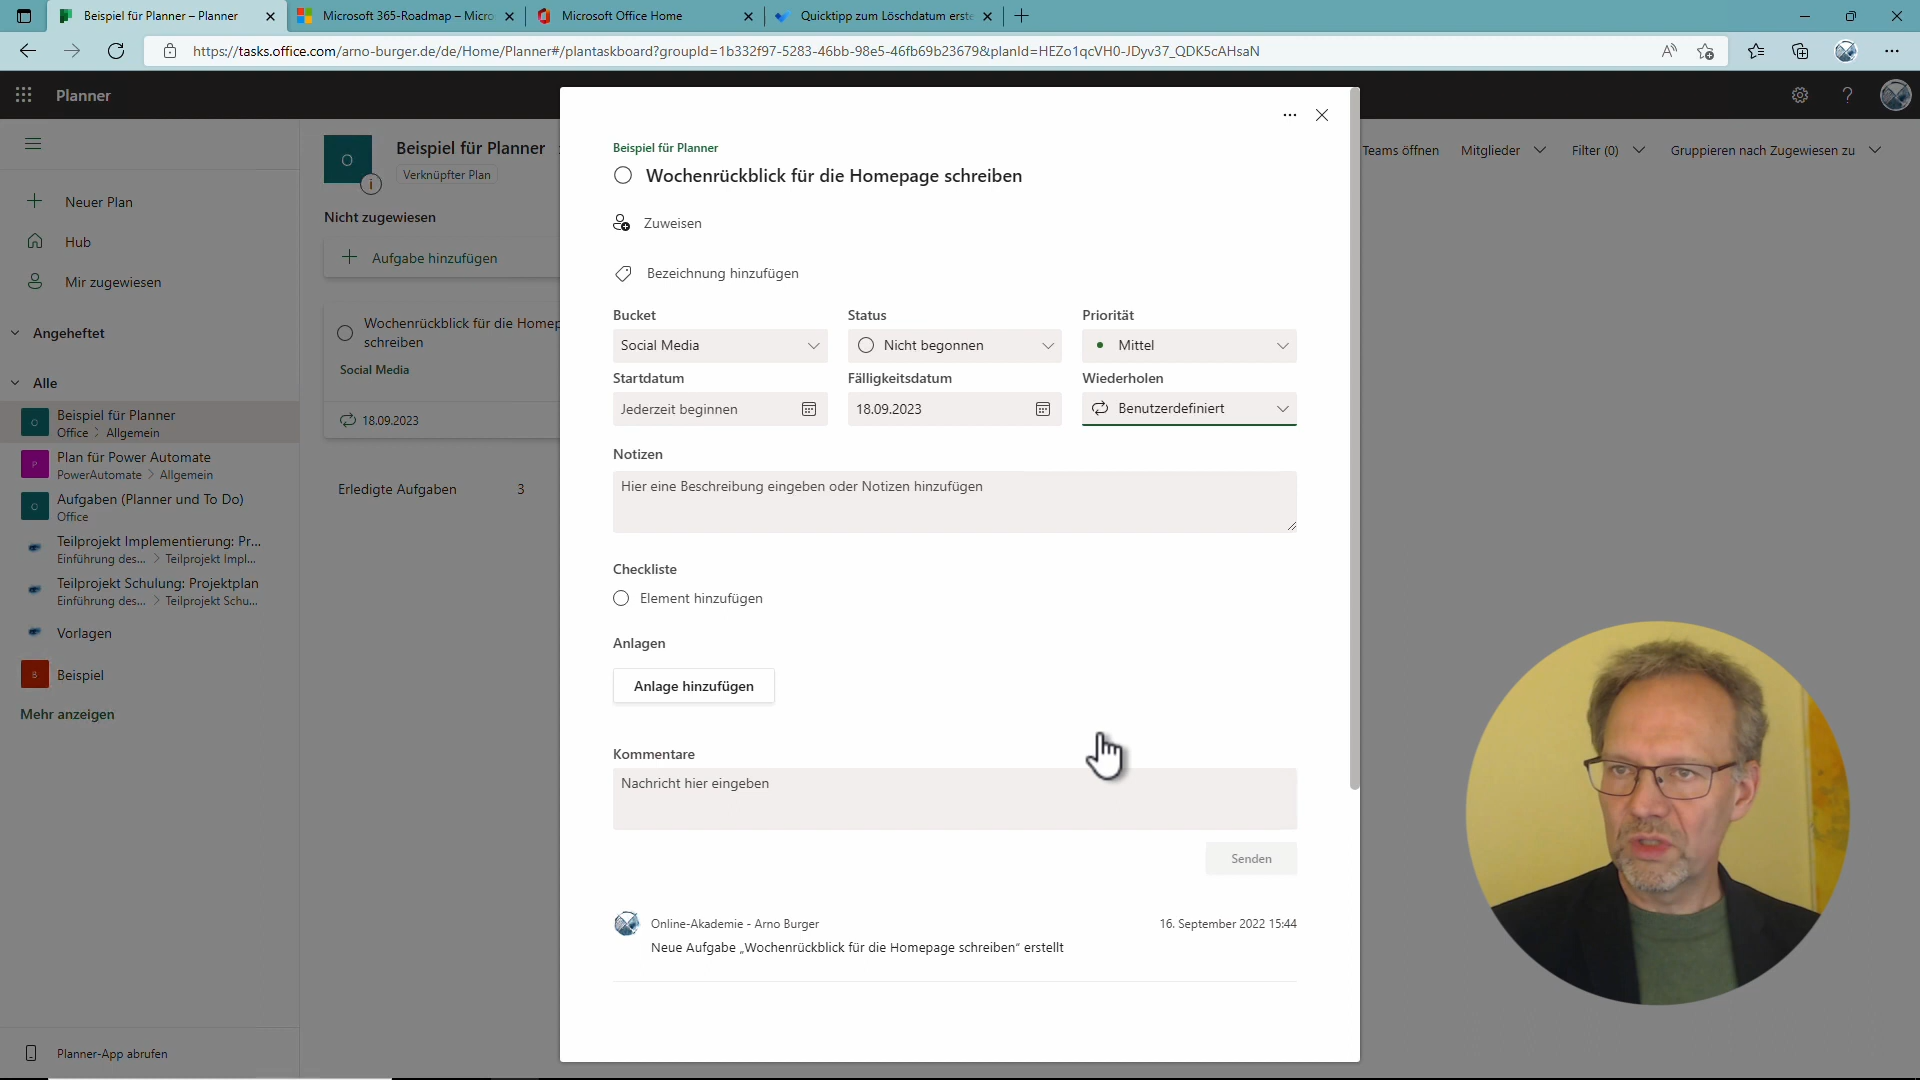 Beispiel für Planner – Planner
Microsoft 365-Roadmap – Micro
Microsoft Office Home
Quicktipp zum Löschdatum erste
https://tasks.office.com/arno-burger.de/de/Home/Planner#/plantaskboard?groupId=1b332f97-5283-46bb-98e5-46fb69b23679&planId=HEZo1qcVH0-JDyv37_QDK5cAHsaN
Planner
Neuer Plan
Hub
Mir zugewiesen
Angeheftet
Alle
Beispiel für Planner
Office > Allgemein
Plan für Power Automate
PowerAutomate > Allgemein
Aufgaben (Planner und To Do)
Office
Teilprojekt Implementierung: Pr...
Einführung des... > Teilprojekt Impl...
Teilprojekt Schulung: Projektplan
Einführung des... > Teilprojekt Schu...
Vorlagen
Beispiel
Mehr anzeigen
Planner-App abrufen
Beispiel für Planner
Verknüpfter Plan
Nicht zugewiesen
Aufgabe hinzufügen
Wochenrückblick für die Homep
schreiben
Social Media
18.09.2023
Erledigte Aufgaben 3
Teams öffnen Mitglieder Filter (0) Gruppieren nach Zugewiesen zu
Beispiel für Planner
Wochenrückblick für die Homepage schreiben
Zuweisen
Bezeichnung hinzufügen
Bucket Status Priorität
Social Media Nicht begonnen Mittel
Startdatum Fälligkeitsdatum Wiederholen
Jederzeit beginnen 18.09.2023 Benutzerdefiniert
Notizen
Hier eine Beschreibung eingeben oder Notizen hinzufügen
Checkliste
Element hinzufügen
Anlagen
Anlage hinzufügen
Kommentare
Nachricht hier eingeben
Senden
Online-Akademie - Arno Burger 16. September 2022 15:44
Neue Aufgabe „Wochenrückblick für die Homepage schreiben“ erstellt